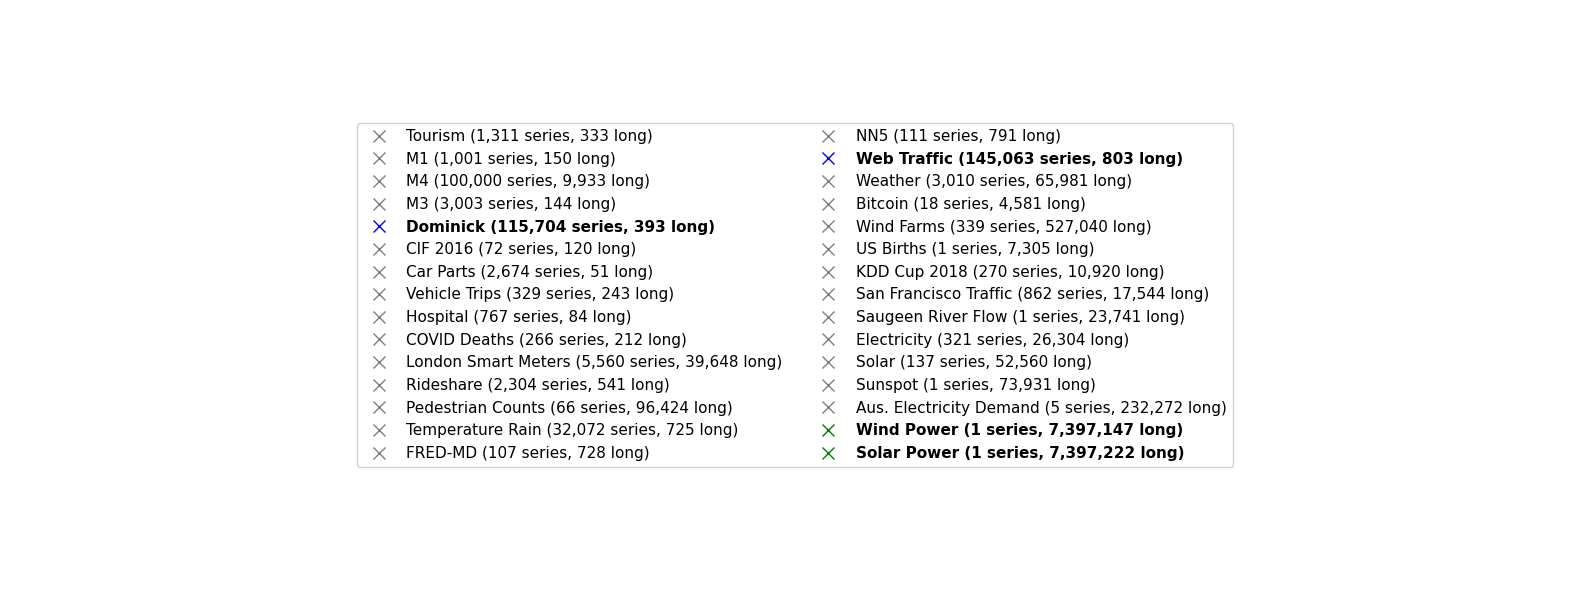 Tourism (1,311 series, 333 long)
M1 (1,001 series, 150 long)
M4 (100,000 series, 9,933 long)
M3 (3,003 series, 144 long)
Dominick (115,704 series, 393 long)
CIF 2016 (72 series, 120 long)
Car Parts (2,674 series, 51 long)
Vehicle Trips (329 series, 243 long)
Hospital (767 series, 84 long)
COVID Deaths (266 series, 212 long)
London Smart Meters (5,560 series, 39,648 long)
Rideshare (2,304 series, 541 long)
Pedestrian Counts (66 series, 96,424 long)
Temperature Rain (32,072 series, 725 long)
FRED-MD (107 series, 728 long)
NN5 (111 series, 791 long)
Web Traffic (145,063 series, 803 long)
Weather (3,010 series, 65,981 long)
Bitcoin (18 series, 4,581 long)
Wind Farms (339 series, 527,040 long)
US Births (1 series, 7,305 long)
KDD Cup 2018 (270 series, 10,920 long)
San Francisco Traffic (862 series, 17,544 long)
Saugeen River Flow (1 series, 23,741 long)
Electricity (321 series, 26,304 long)
Solar (137 series, 52,560 long)
Sunspot (1 series, 73,931 long)
Aus. Electricity Demand (5 series, 232,272 long)
Wind Power (1 series, 7,397,147 long)
Solar Power (1 series, 7,397,222 long)